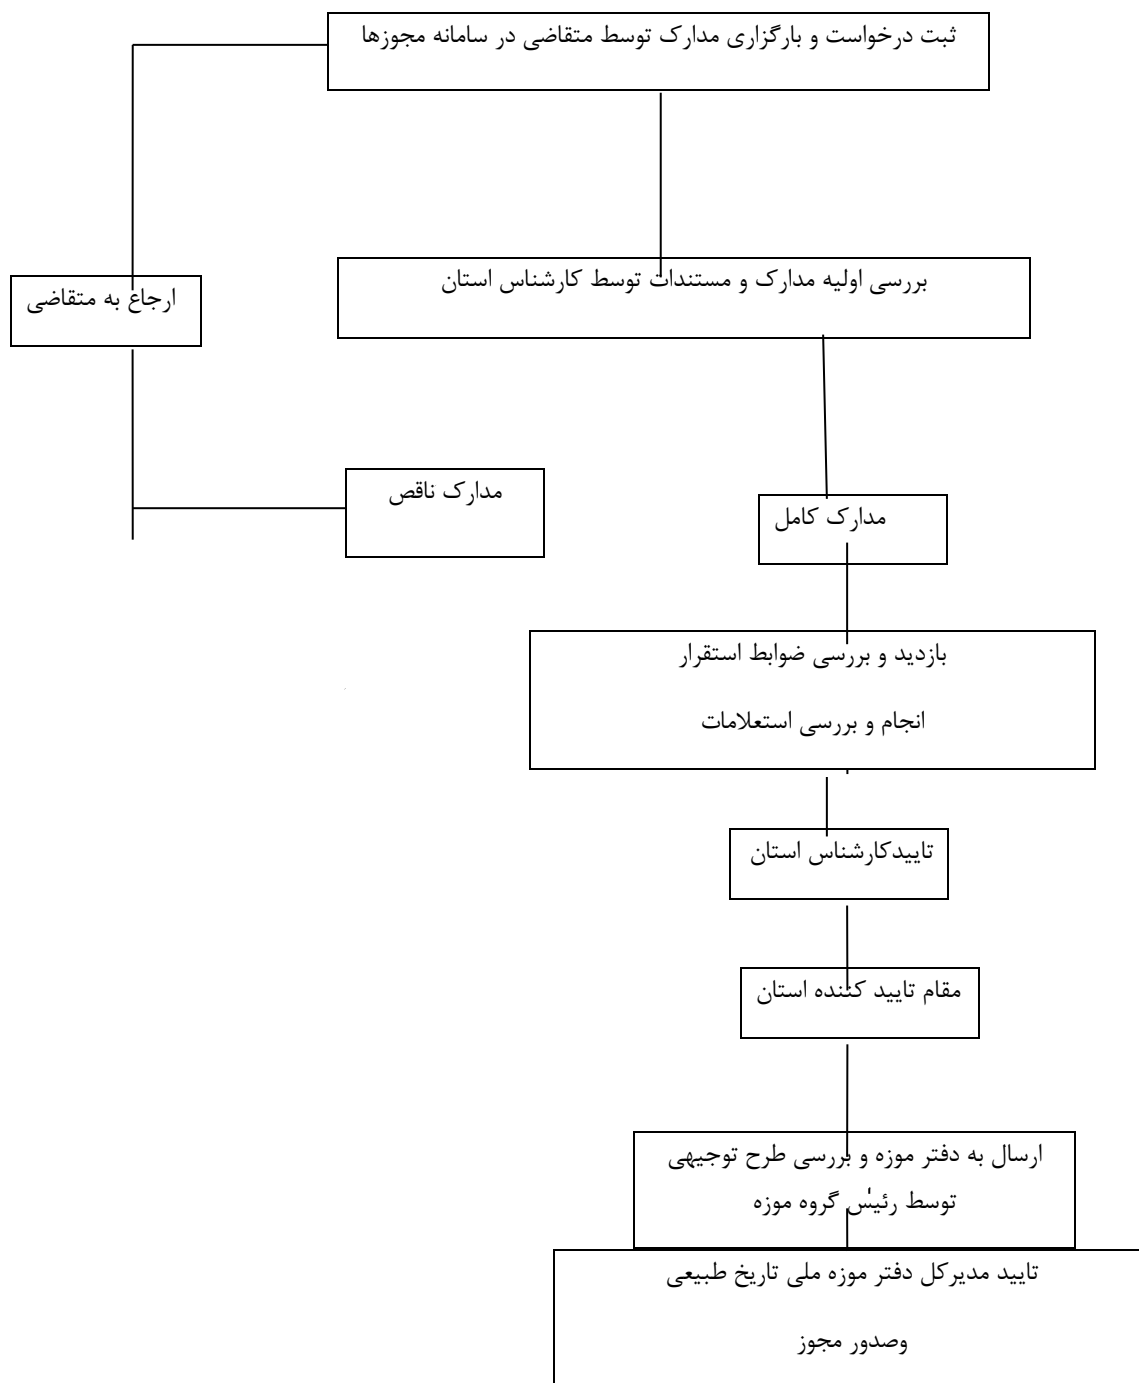 ثبت درخواست و بارگزاری مدارک توسط متقاضی در سامانه مجوزها
بررسی اولیه مدارک و مستندات توسط کارشناس استان
ارجاع به متقاضی
مدارک ناقص
مدارک کامل
بازدید و بررسی ضوابط استقرار
انجام و بررسی استعلامات
تاییدکارشناس استان
مقام تایید کننده استان
ارسال به دفتر موزه و بررسی طرح توجیهی
توسط رئیس گروه موزه
تایید مدیرکل دفتر موزه ملی تاریخ طبیعی
وصدور مجوز